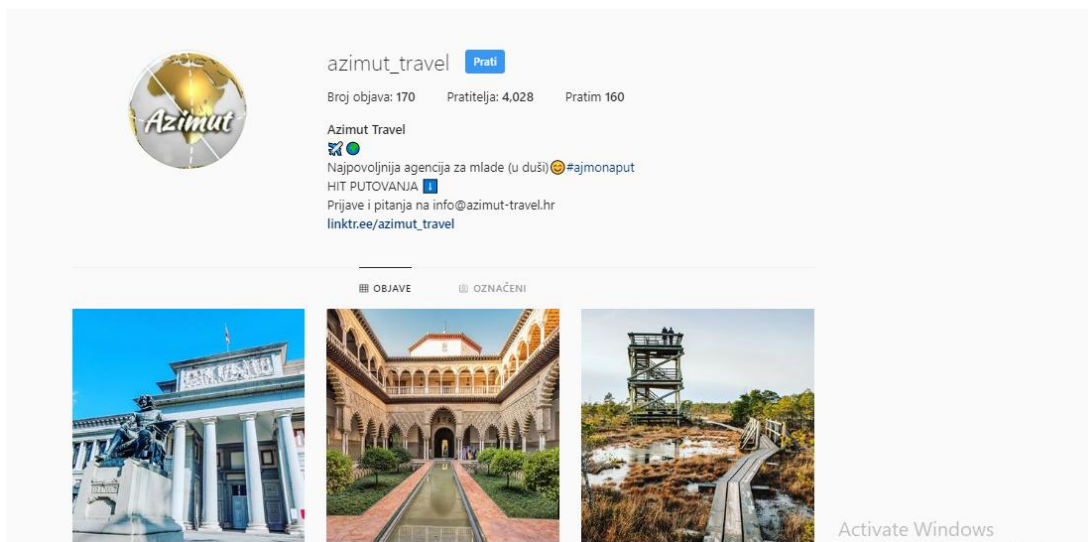 Azimut
azimut_travel Prati
Broj objava: 170 Pratitelja: 4,028 Pratim 160
Azimut Travel
Najpovoljnija agencija za mlade (u duši)😊#ajmonaput
HIT PUTOVANJA
Prijave i pitanja na info@azimut-travel.hr
linktr.ee/azimut_travel
OBJAVE OZNAČENI
Activate Windows